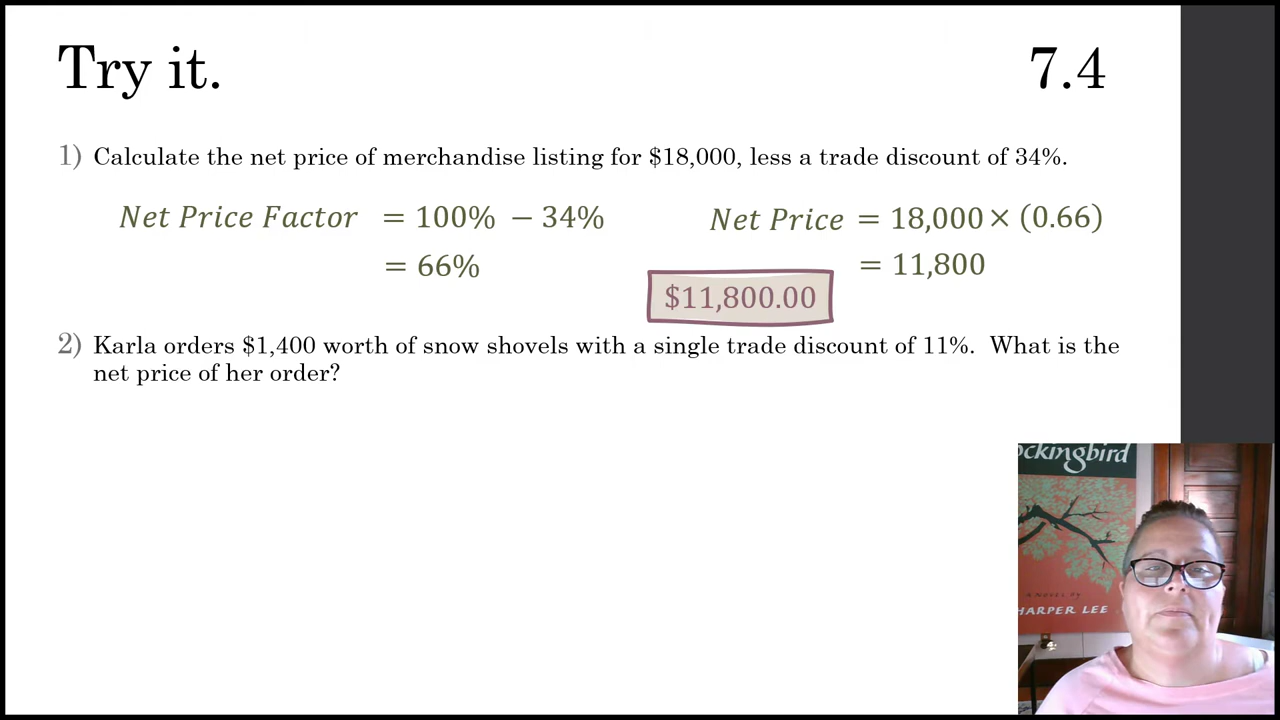 Try it. 7.4
1) Calculate the net price of merchandise listing for $18,000, less a trade discount of 34%.
Net Price Factor = 100% − 34% Net Price = 18,000 × (0.66)
= 66% = 11,800
$11,800.00
2) Karla orders $1,400 worth of snow shovels with a single trade discount of 11%. What is the
net price of her order?
ockingbird
A NOVEL BY
HARPER LEE